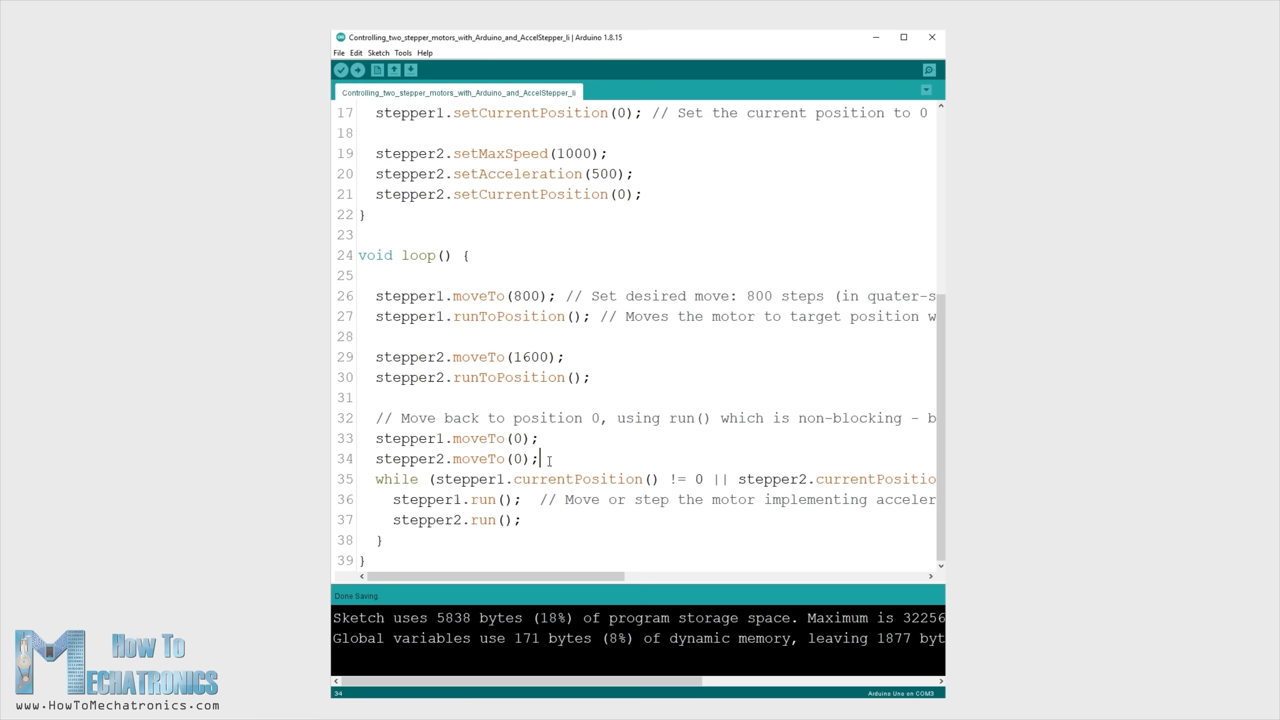 Controlling_two_stepper_motors_with_Arduino_and_AccelStepper_li | Arduino 1.8.15
File Edit Sketch Tools Help
Controlling_two_stepper_motors_with_Arduino_and_AccelStepper_li
17 stepper1.setCurrentPosition(0); // Set the current position to 0
18
19 stepper2.setMaxSpeed(1000);
20 stepper2.setAcceleration(500);
21 stepper2.setCurrentPosition(0);
22 }
23
24 void loop() {
25
26 stepper1.moveTo(800); // Set desired move: 800 steps (in quater-s
27 stepper1.runToPosition(); // Moves the motor to target position w
28
29 stepper2.moveTo(1600);
30 stepper2.runToPosition();
31
32 // Move back to position 0, using run() which is non-blocking - b
33 stepper1.moveTo(0);
34 stepper2.moveTo(0);
35 while (stepper1.currentPosition() != 0 || stepper2.currentPositio
36 stepper1.run(); // Move or step the motor implementing acceler
37 stepper2.run();
38 }
39 }
Done Saving.
Sketch uses 5838 bytes (18%) of program storage space. Maximum is 32256
Global variables use 171 bytes (8%) of dynamic memory, leaving 1877 byt
34 Arduino Uno on COM3
How To
Mechatronics
www.HowToMechatronics.com